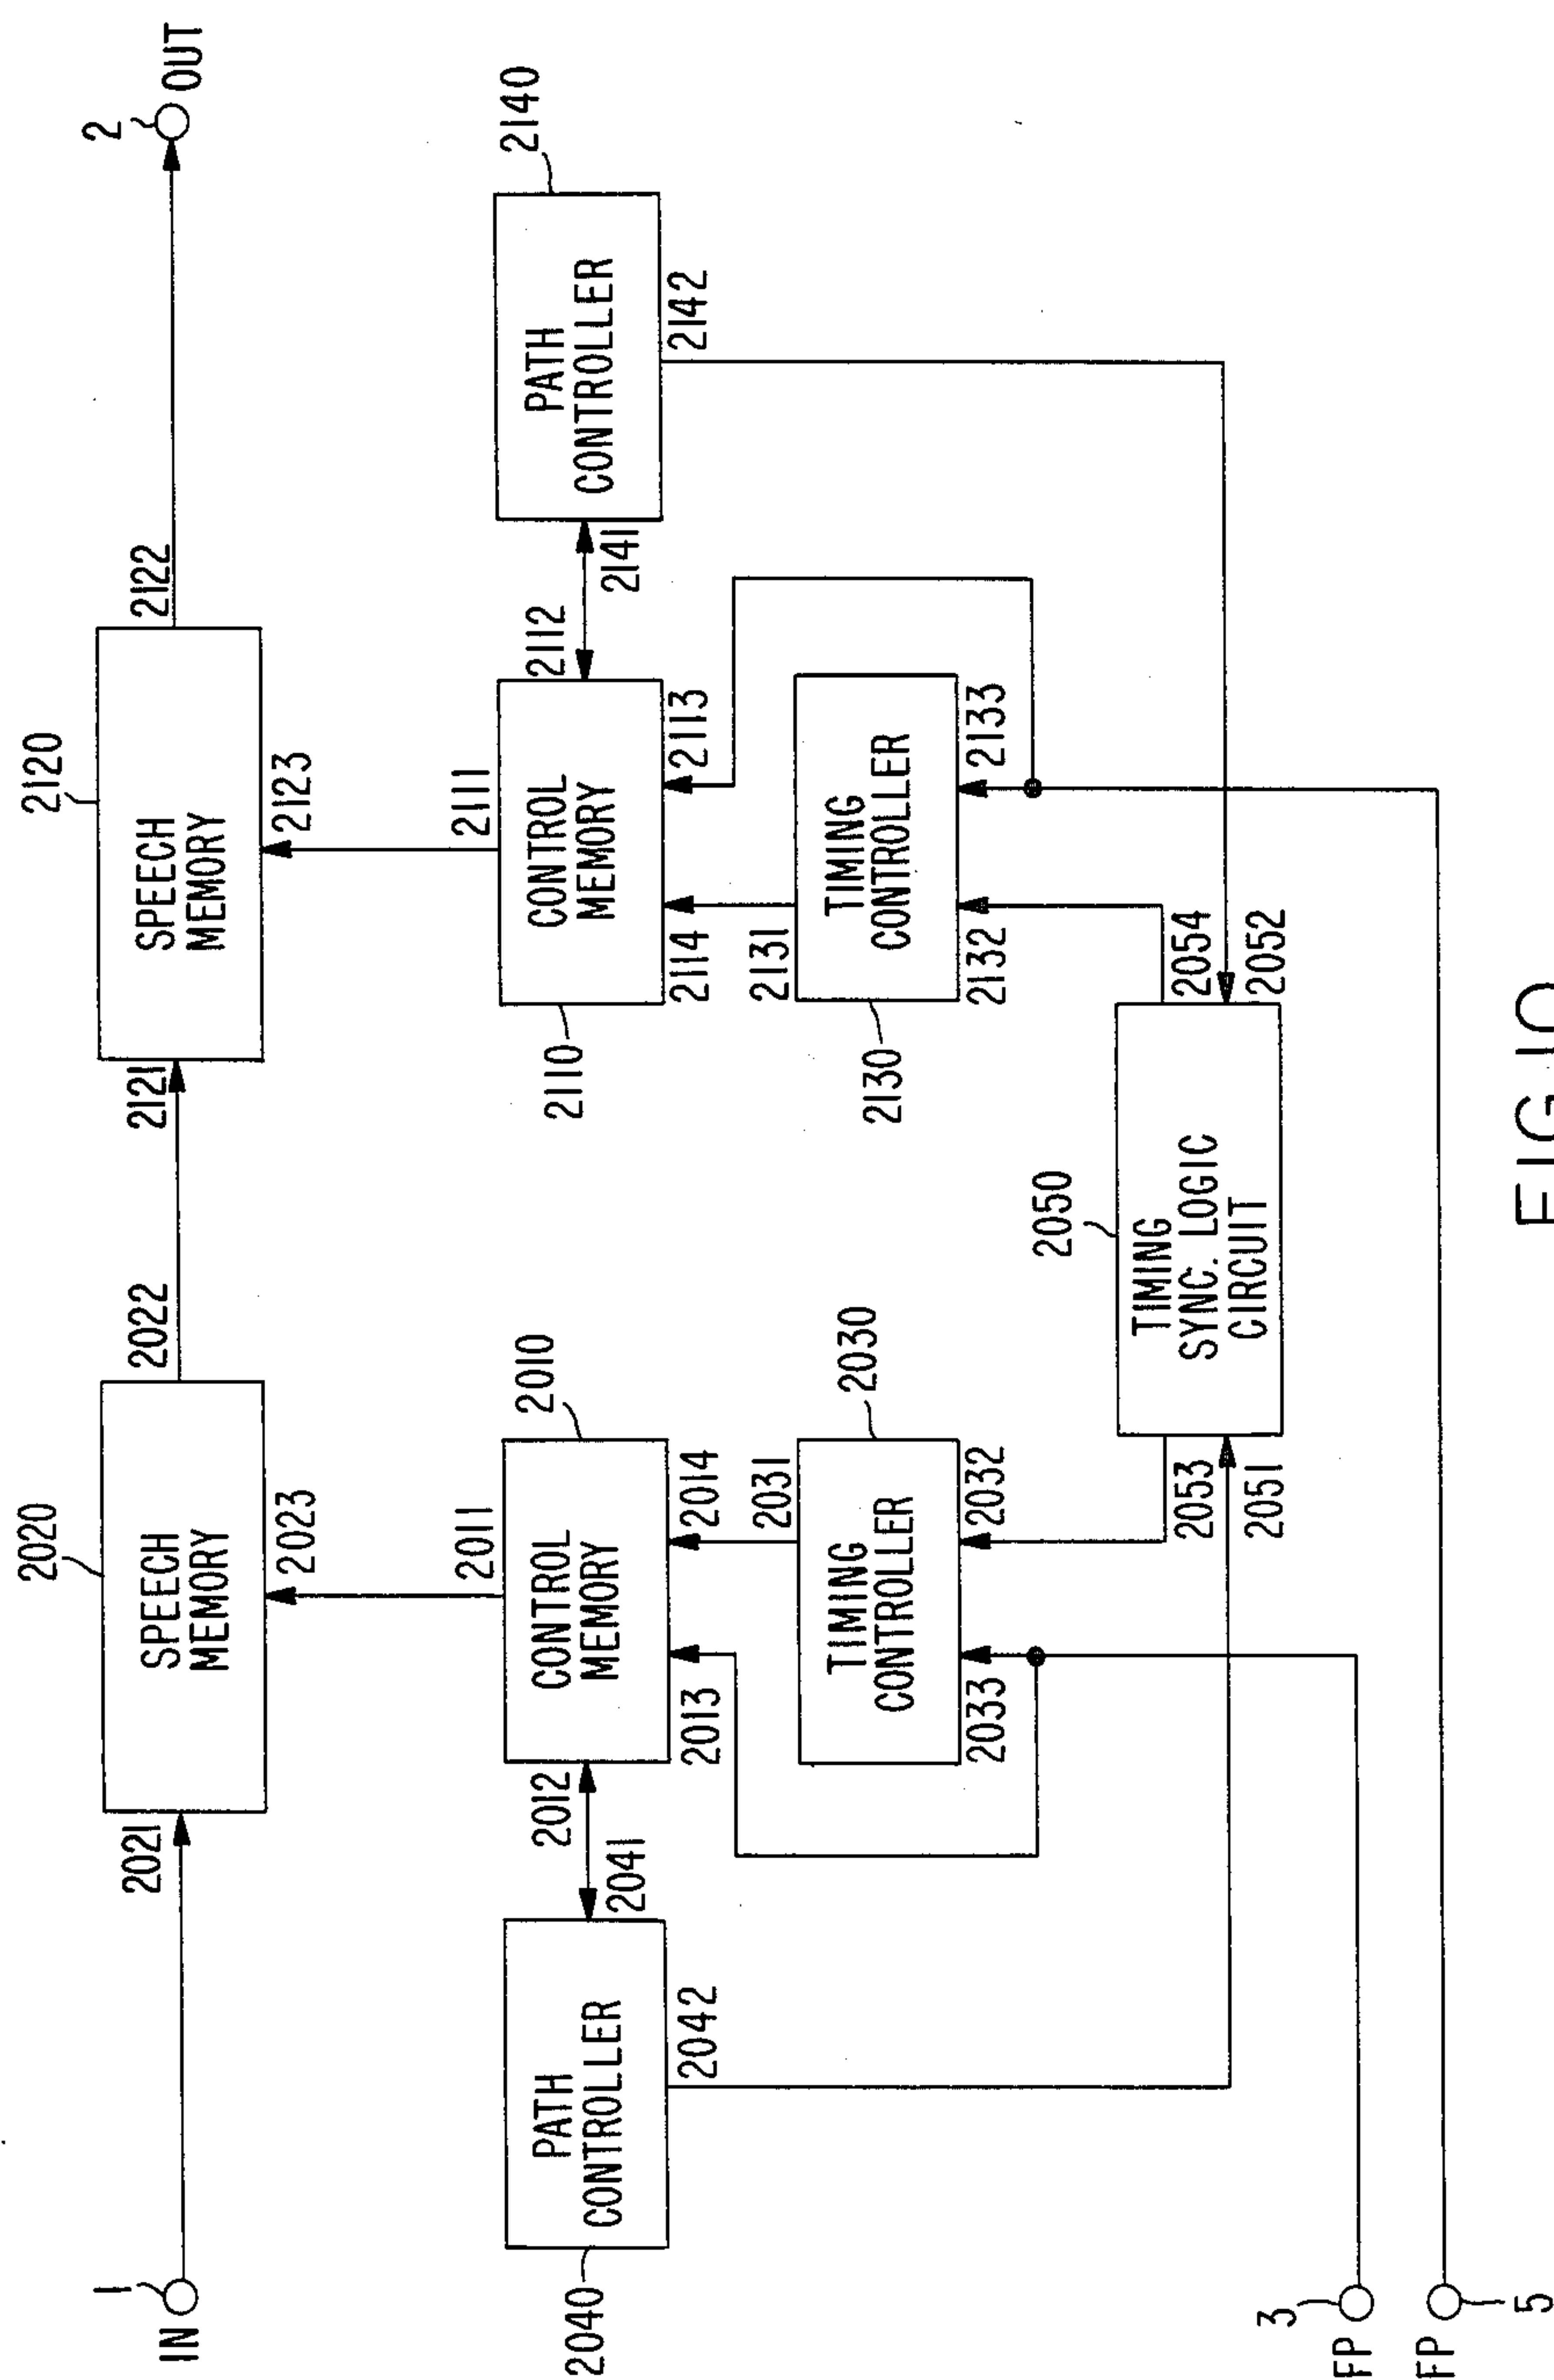 2020
2120
2
1
IN
2021
SPEECH
MEMORY
2022
2121
SPEECH
MEMORY
2122
OUT
2023
2123
2011
2111
2010
2140
PATH
CONTROLLER
2012
2041
CONTROL
MEMORY
CONTROL
MEMORY
2112
2141
PATH
CONTROLLER
2040
2110
2042
2013
2014
2114
2113
2142
2031
2131
2030
TIMING
CONTROLLER
TIMING
CONTROLLER
2130
2033
2032
2132
2133
2050
TIMING
SYNC. LOGIC
CIRCUIT
2053
2054
2051
2052
3
FP
FP
5